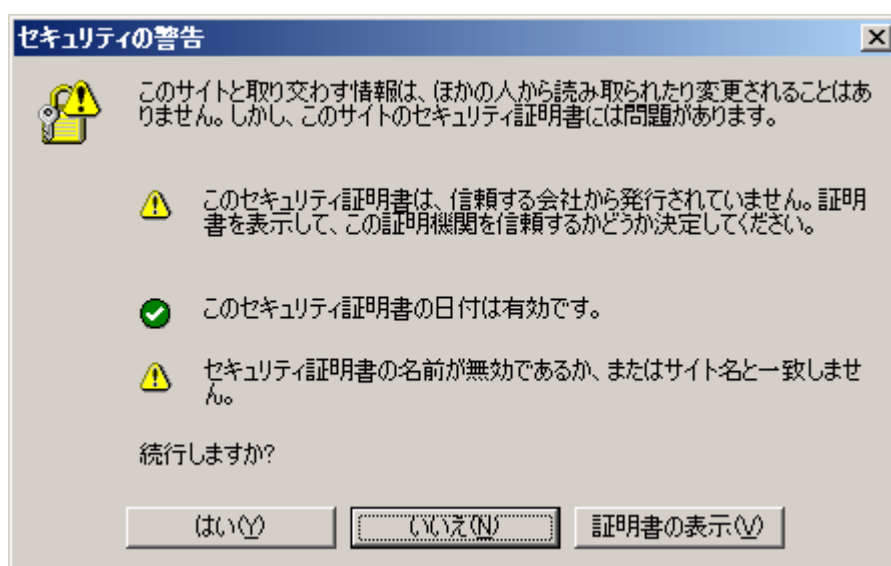 セキュリティの警告
このサイトと取り交わす情報は、ほかの人から読み取られたり変更されることはあ
りません。しかし、このサイトのセキュリティ証明書には問題があります。
このセキュリティ証明書は、信頼する会社から発行されていません。証明
書を表示して、この証明機関を信頼するかどうか決定してください。
このセキュリティ証明書の日付は有効です。
セキュリティ証明書の名前が無効であるか、またはサイト名と一致しませ
ん。
続行しますか?
はい(Y) いいえ(N) 証明書の表示(V)